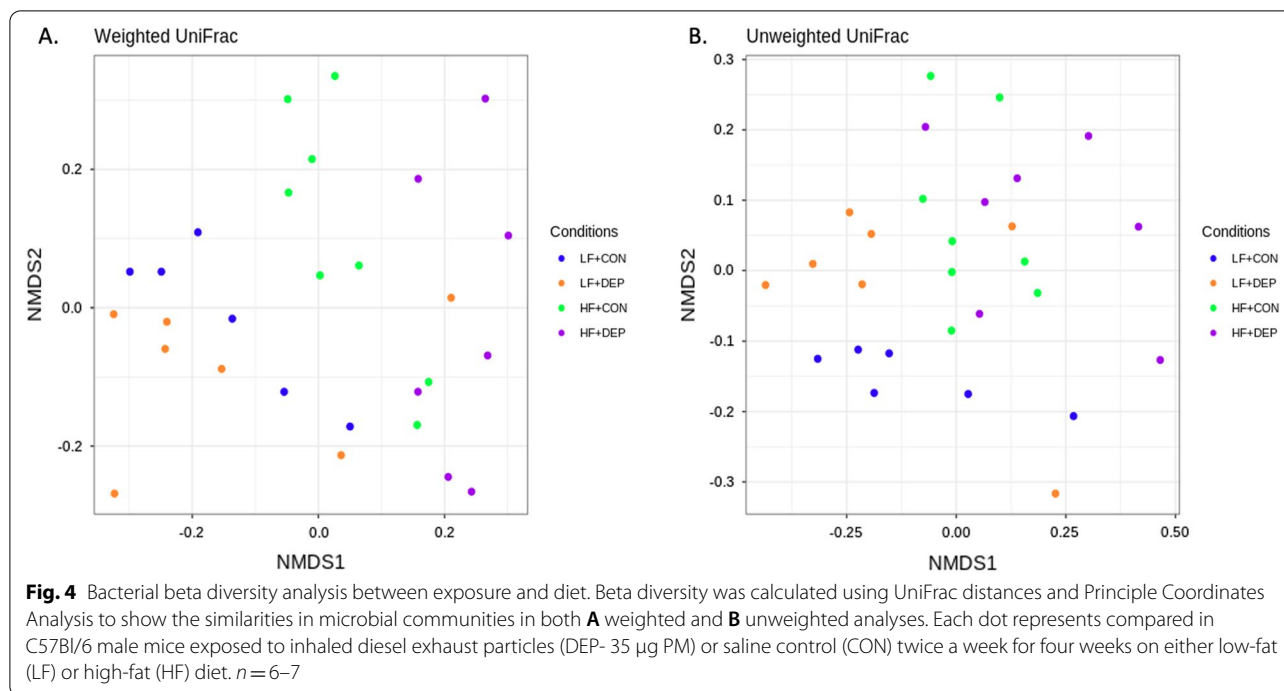 A. Weighted UniFrac
B. Unweighted UniFrac
NMDS2
0.2
0.0
-0.2
-0.2
0.0
0.2
NMDS1
Conditions
LF+CON
LF+DEP
HF+CON
HF+DEP
NMDS2
0.3
0.2
0.1
0.0
-0.1
-0.2
-0.3
-0.25
0.00
0.25
0.50
NMDS1
Conditions
LF+CON
LF+DEP
HF+CON
HF+DEP
Fig. 4 Bacterial beta diversity analysis between exposure and diet. Beta diversity was calculated using UniFrac distances and Principle Coordinates
Analysis to show the similarities in microbial communities in both A weighted and B unweighted analyses. Each dot represents compared in
C57Bl/6 male mice exposed to inhaled diesel exhaust particles (DEP- 35 µg PM) or saline control (CON) twice a week for four weeks on either low-fat
(LF) or high-fat (HF) diet. n = 6–7